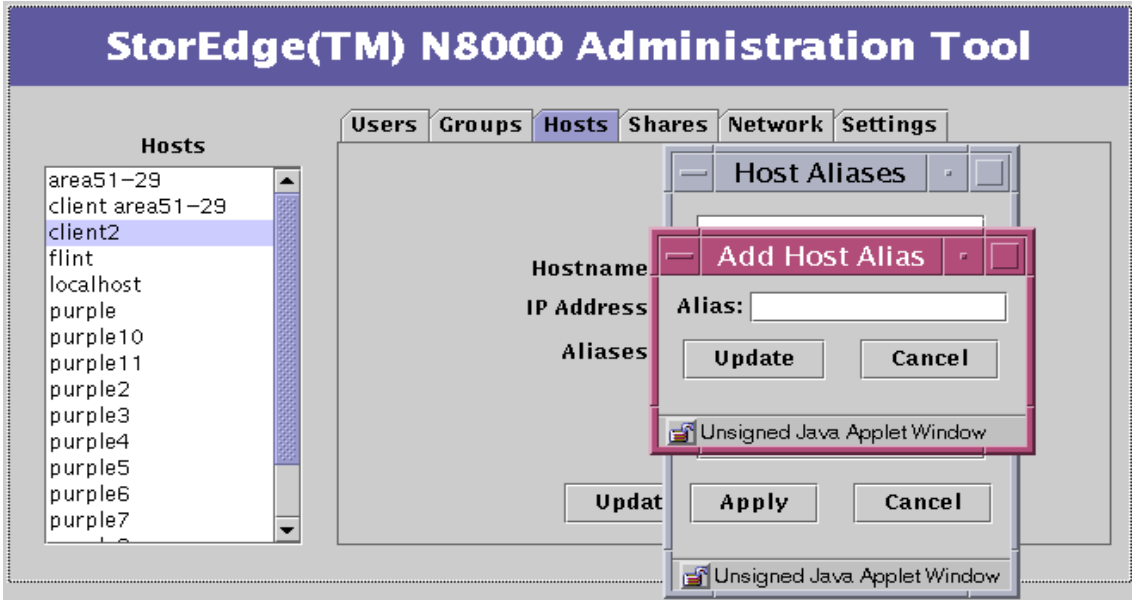 StorEdge(TM) N8000 Administration Tool
Users Groups Hosts Shares Network Settings
Hosts
area51-29
client area51-29
client2
flint
localhost
purple
purple10
purple11
purple2
purple3
purple4
purple5
purple6
purple7
Hostname
IP Address
Aliases
Updat
Host Aliases
Add Host Alias
Alias:
Update Cancel
Unsigned Java Applet Window
Apply Cancel
Unsigned Java Applet Window